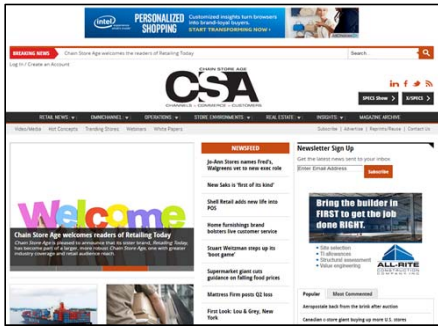 intel
PERSONALIZED
SHOPPING
Customized insights turn browsers
into brand-loyal buyers.
START TRANSFORMING NOW ›
BREAKING NEWS
Chain Store Age welcomes the readers of Retailing Today
Search...
Log In / Create an Account
CHAIN STORE AGE
CSA
CHANNELS • COMMERCE • CUSTOMERS
in f
SPECS Show
X/SPECS
RETAIL NEWS
OMNICHANNEL
OPERATIONS
STORE ENVIRONMENTS
REAL ESTATE
INSIGHTS
MAGAZINE ARCHIVE
Video/Media Hot Concepts Trending Stores Webinars White Papers
Subscribe | Advertise | Reprints/Reuse | Contact Us
Welcome
Chain Store Age welcomes readers of Retailing Today
Chain Store Age is pleased to announce that its sister brand, Retailing Today,
has become part of a larger, more robust Chain Store Age, one with greater
industry coverage and retail audience reach.
NEWSFEED
Jo-Ann Stores names Fred's,
Walgreens vet to new exec role
New Saks is 'first of its kind'
Shell Retail adds new life into
POS
Home furnishings brand
bolsters live customer service
Stuart Weitzman steps up its
'boot game'
Supermarket giant cuts
guidance on falling food prices
Mattress Firm posts Q2 loss
First Look: Lou & Grey, New
York
Newsletter Sign Up
Get the latest news sent to your inbox
Enter Email Address
Subscribe
Bring the builder in
FIRST to get the job
done RIGHT.
• Site selection
• TI allowances
• Structural assessment
• Value engineering
ALL-RITE
CONSTRUCTION
COMPANY INC.
Popular
Most Commented
Aeropostale back from the brink after auction
Canadian c-store giant buying more U.S. stores